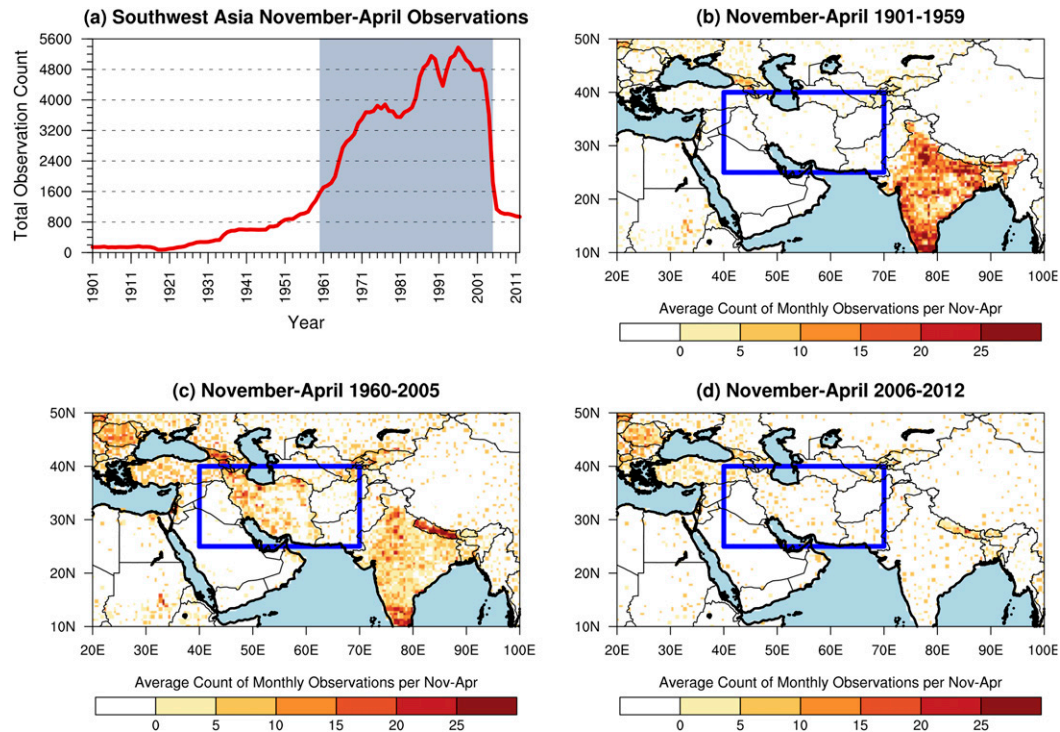 (a) Southwest Asia November-April Observations
Total Observation Count
5600
4800
4000
3200
2400
1600
800
0
1901
1911
1921
1931
1941
1951
1961
1971
1981
1991
2001
2011
Year
(b) November-April 1901-1959
50N
40N
30N
20N
10N
20E 30E 40E 50E 60E 70E 80E 90E 100E
Average Count of Monthly Observations per Nov-Apr
0 5 10 15 20 25
(c) November-April 1960-2005
50N
40N
30N
20N
10N
20E 30E 40E 50E 60E 70E 80E 90E 100E
Average Count of Monthly Observations per Nov-Apr
0 5 10 15 20 25
(d) November-April 2006-2012
50N
40N
30N
20N
10N
20E 30E 40E 50E 60E 70E 80E 90E 100E
Average Count of Monthly Observations per Nov-Apr
0 5 10 15 20 25